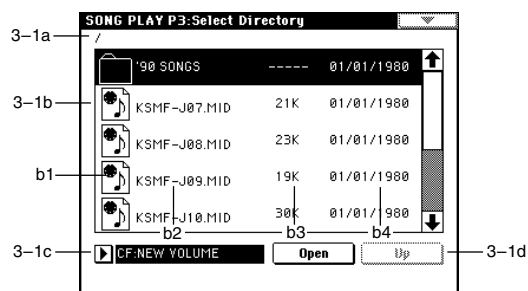 SONG PLAY P3:Select Directory
3-1a /
'90 SONGS ----- 01/01/1980
3-1b KSMF-J07.MID 21K 01/01/1980
KSMF-J08.MID 23K 01/01/1980
b1 KSMF-J09.MID 19K 01/01/1980
KSMF-J10.MID 30K 01/01/1980
b2 b3 b4
3-1c CF:NEW VOLUME Open Up 3-1d